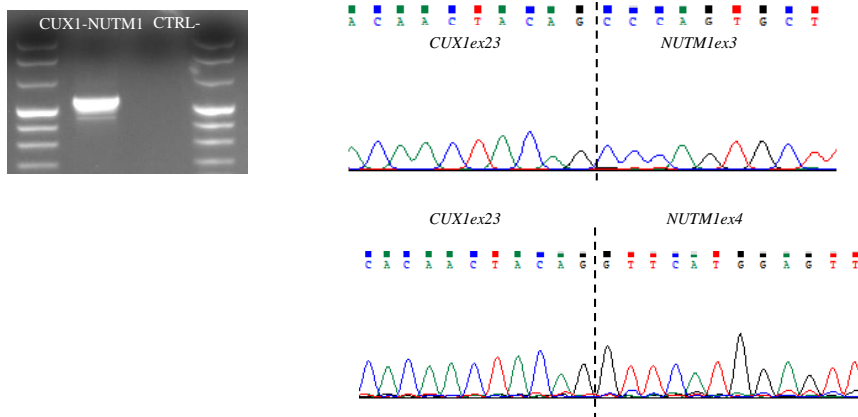 CUX1-NUTM1 CTRL-
A C A A C T A C A G C C C A G T G C T
CUX1ex23 NUTM1ex3
CUX1ex23 NUTM1ex4
C A C A A C T A C A G G T T C A T G G A G T T